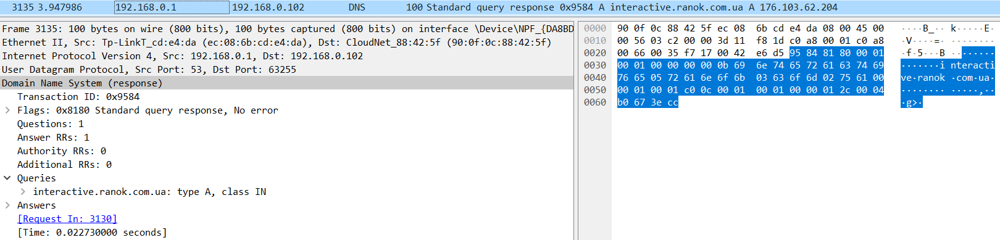 3135 3.947986 192.168.0.1 192.168.0.102 DNS 100 Standard query response 0x9584 A interactive.ranok.com.ua A 176.103.62.204
Frame 3135: 100 bytes on wire (800 bits), 100 bytes captured (800 bits) on interface \Device\NPF_{DA8BD
Ethernet II, Src: Tp-LinkT_cd:e4:da (ec:08:6b:cd:e4:da), Dst: CloudNet_88:42:5f (90:0f:0c:88:42:5f)
Internet Protocol Version 4, Src: 192.168.0.1, Dst: 192.168.0.102
User Datagram Protocol, Src Port: 53, Dst Port: 63255
Domain Name System (response)
Transaction ID: 0x9584
Flags: 0x8180 Standard query response, No error
Questions: 1
Answer RRs: 1
Authority RRs: 0
Additional RRs: 0
Queries
interactive.ranok.com.ua: type A, class IN
Answers
[Request In: 3130]
[Time: 0.022730000 seconds]
0000 90 0f 0c 88 42 5f ec 08 6b cd e4 da 08 00 45 00 ····B_·· k·····E·
0010 00 56 03 c2 00 00 3d 11 f8 1d c0 a8 00 01 c0 a8 ·V····=· ········
0020 00 66 00 35 f7 17 00 42 e6 d5 95 84 81 80 00 01 ·f·5···B ········
0030 00 01 00 00 00 00 0b 69 6e 74 65 72 61 63 74 69 ·······i nteracti
0040 76 65 05 72 61 6e 6f 6b 03 63 6f 6d 02 75 61 00 ve·ranok ·com·ua·
0050 00 01 00 01 c0 0c 00 01 00 01 00 00 01 2c 00 04 ········ ·····,··
0060 b0 67 3e cc ·g>·